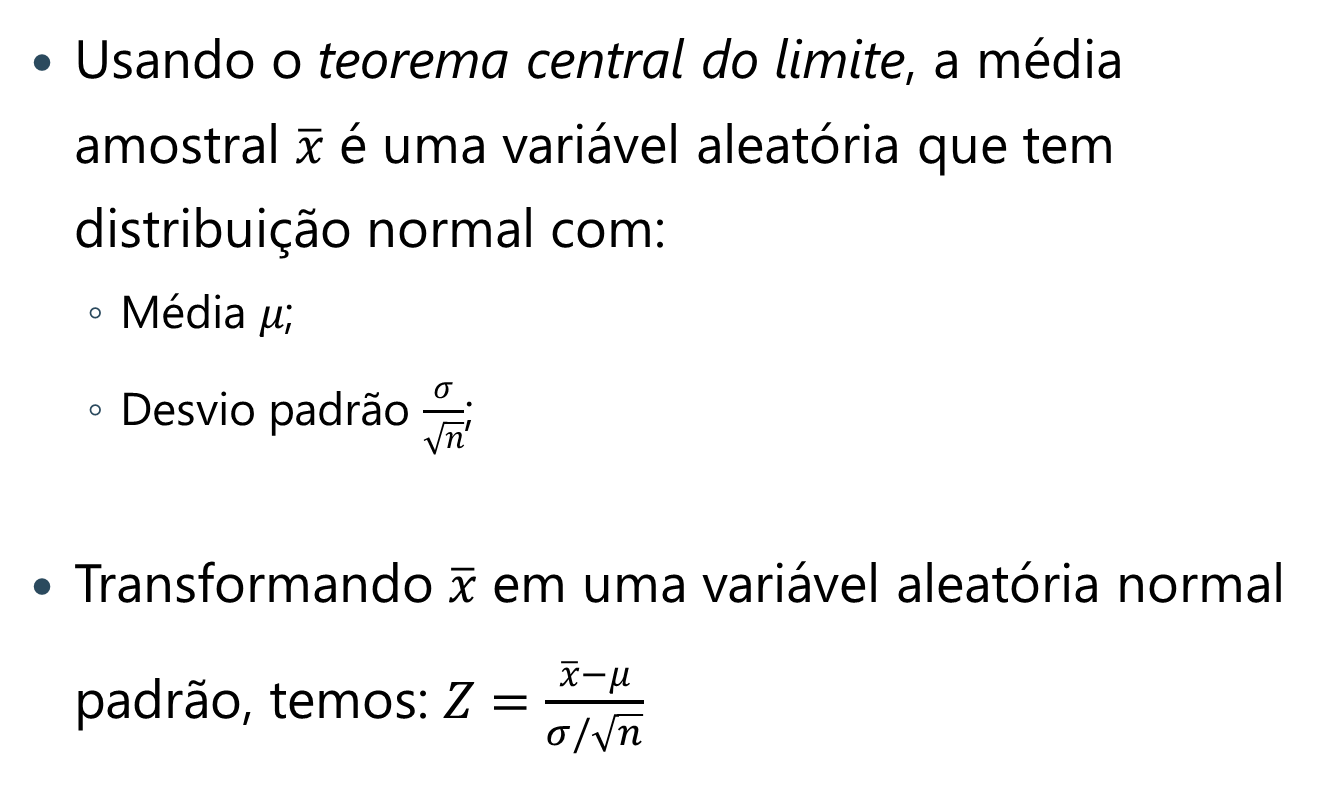 • Usando o teorema central do limite, a média
amostral x̅ é uma variável aleatória que tem
distribuição normal com:
◦ Média μ;
◦ Desvio padrão σ/√n;
• Transformando x̅ em uma variável aleatória normal
padrão, temos: Z = (x̅−μ)/(σ/√n)